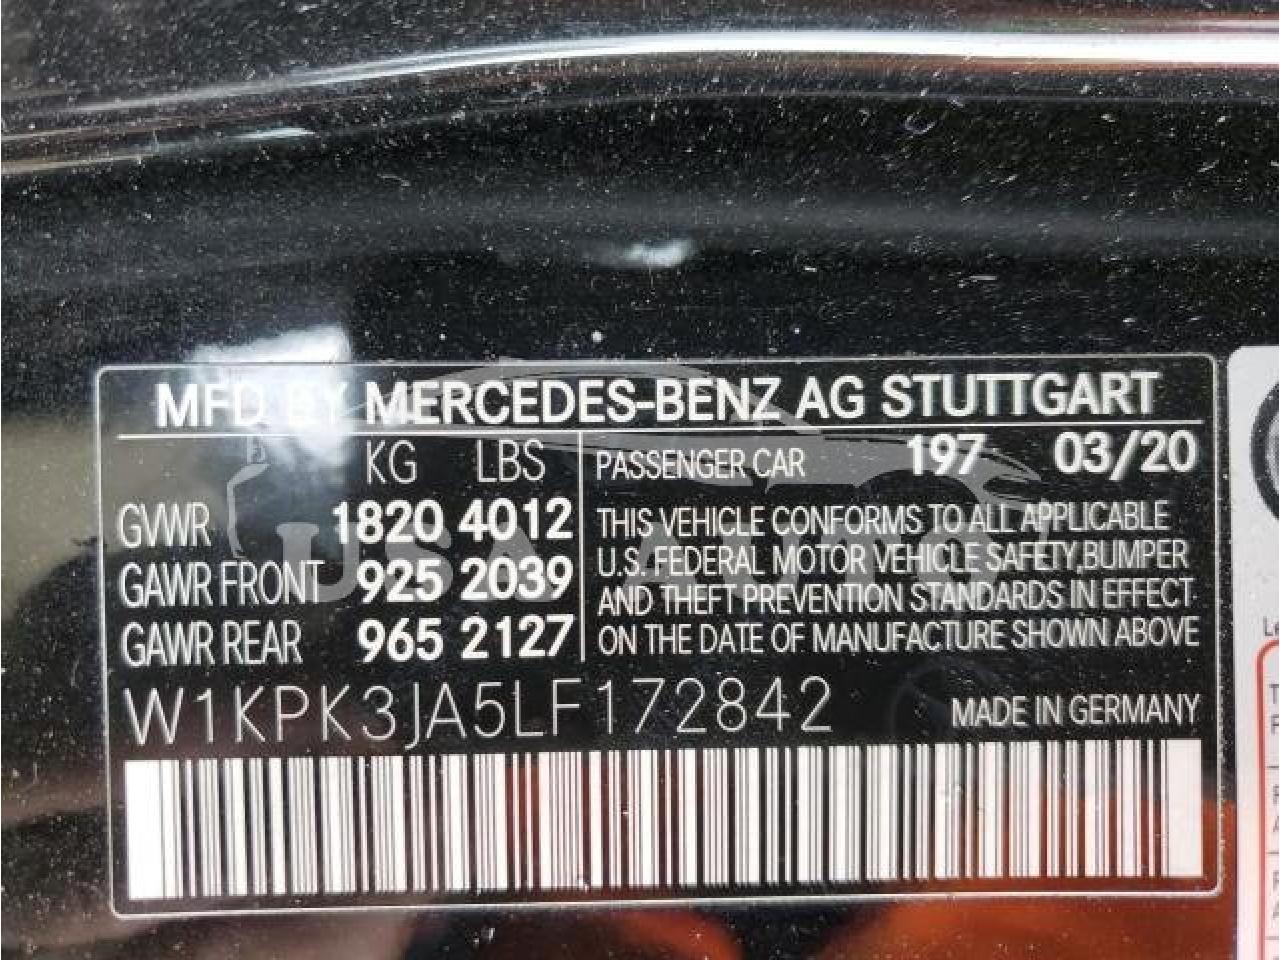 MFD BY MERCEDES-BENZ AG STUTTGART
KG LBS
GVWR 1820 4012
GAWR FRONT 925 2039
GAWR REAR 965 2127
PASSENGER CAR 197 03/20
THIS VEHICLE CONFORMS TO ALL APPLICABLE
U.S. FEDERAL MOTOR VEHICLE SAFETY,BUMPER
AND THEFT PREVENTION STANDARDS IN EFFECT
ON THE DATE OF MANUFACTURE SHOWN ABOVE
W1KPK3JA5LF172842
MADE IN GERMANY
USA AUTO